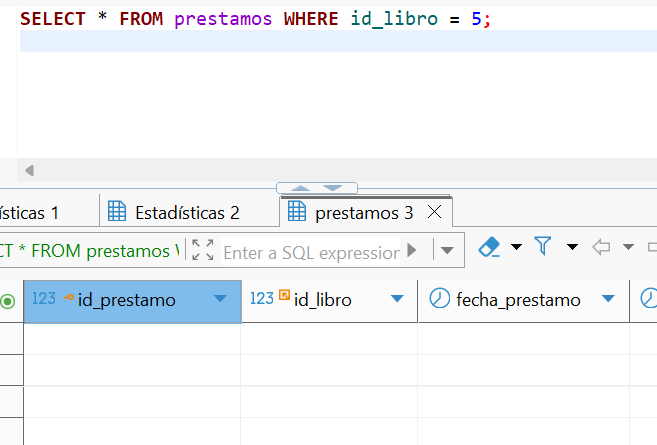 SELECT * FROM prestamos WHERE id_libro = 5;
ísticas 1 Estadísticas 2 prestamos 3
CT * FROM prestamos Enter a SQL expression
123 id_prestamo 123 id_libro fecha_prestamo